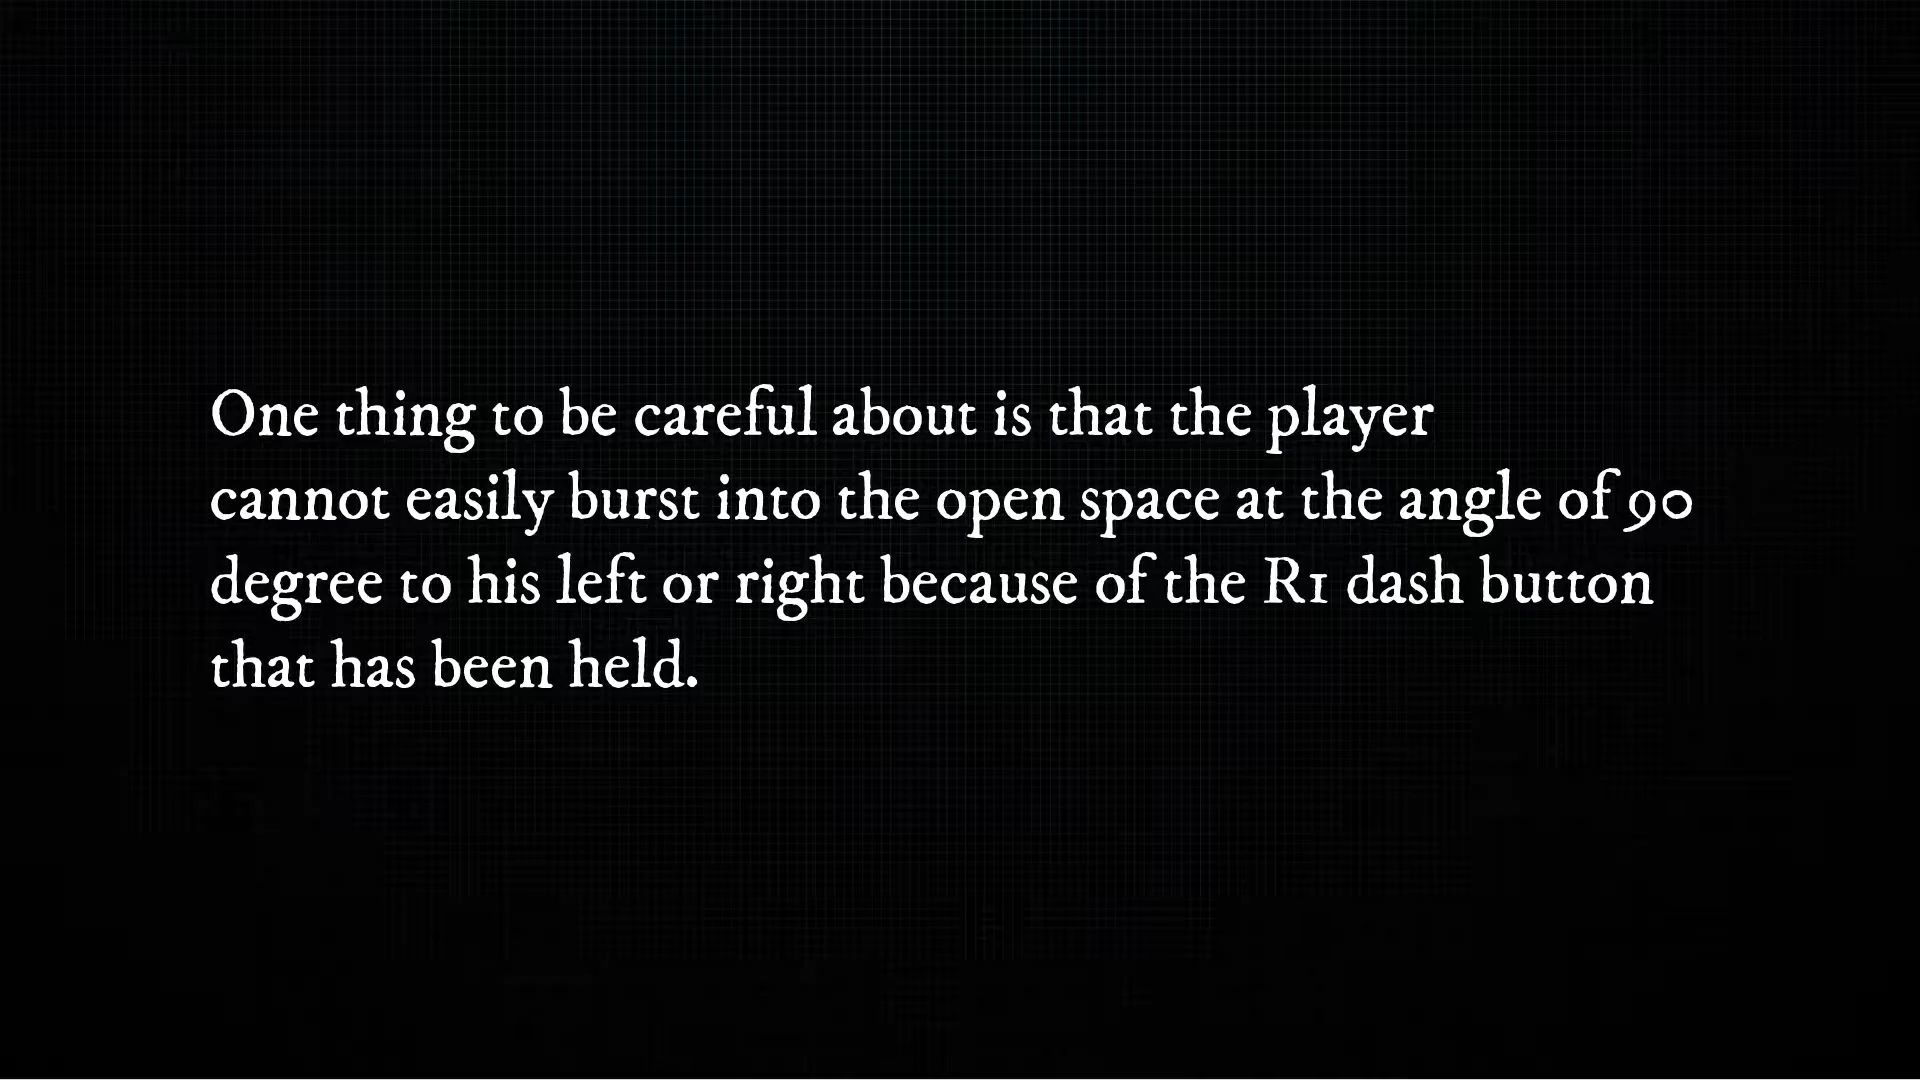 One thing to be careful about is that the player
cannot easily burst into the open space at the angle of 90
degree to his left or right because of the R1 dash button
that has been held.